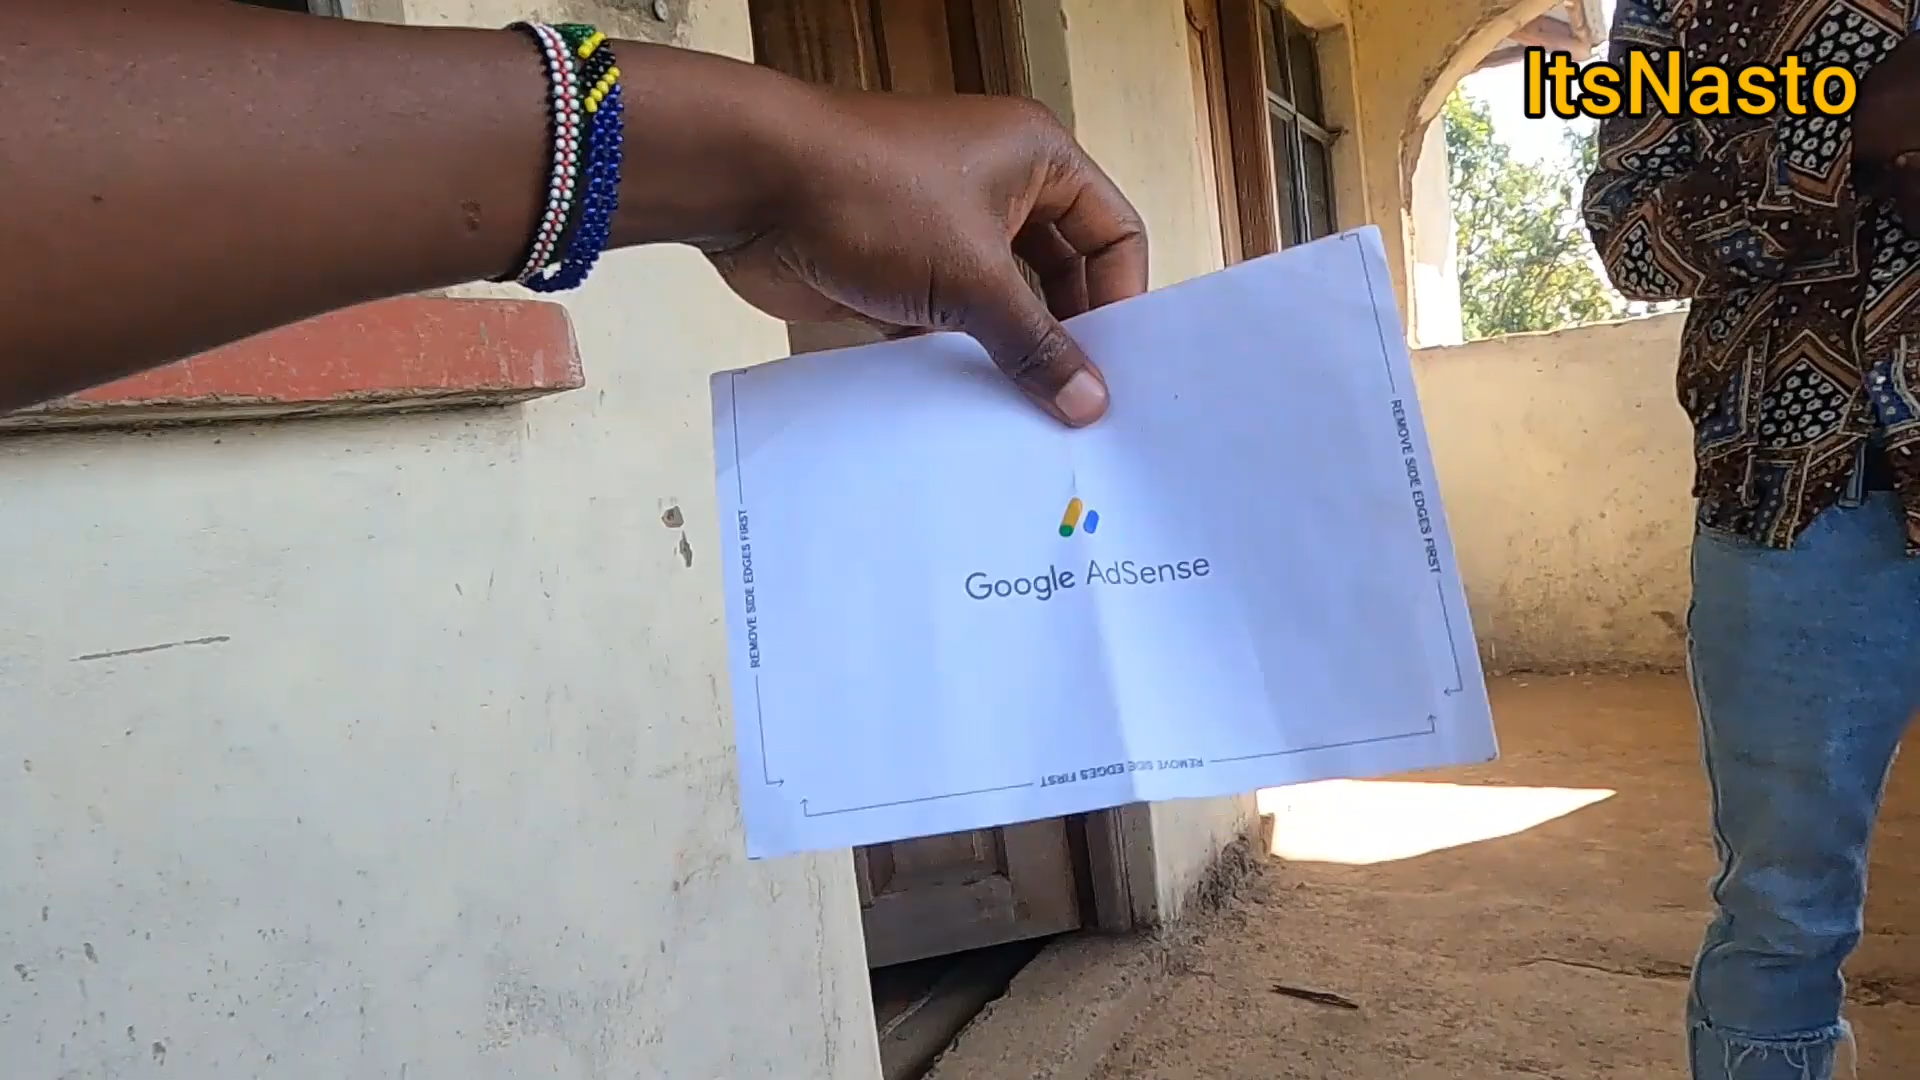 ItsNasto
REMOVE SIDE EDGES FIRST
Google AdSense
REMOVE SIDE EDGES FIRST
REMOVE SIDE EDGES FIRST